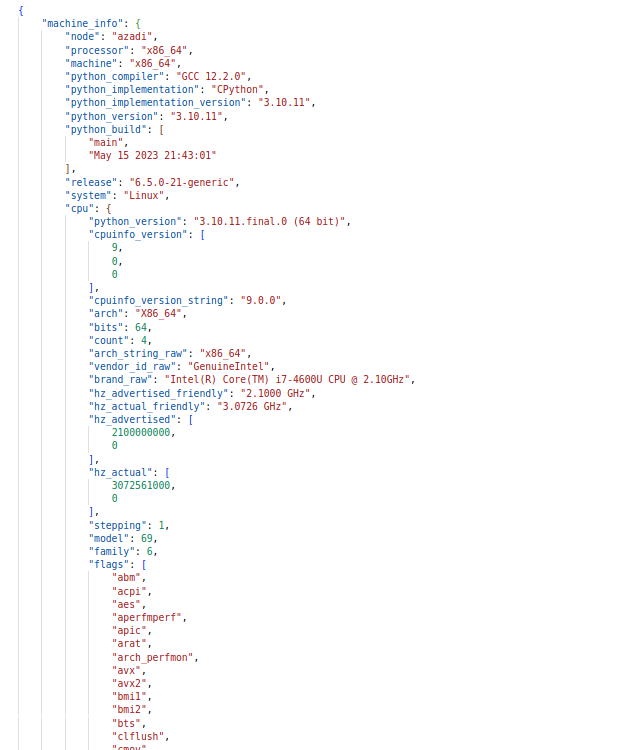 {
"machine_info": {
"node": "azadi",
"processor": "x86_64",
"machine": "x86_64",
"python_compiler": "GCC 12.2.0",
"python_implementation": "CPython",
"python_implementation_version": "3.10.11",
"python_version": "3.10.11",
"python_build": [
"main",
"May 15 2023 21:43:01"
],
"release": "6.5.0-21-generic",
"system": "Linux",
"cpu": {
"python_version": "3.10.11.final.0 (64 bit)",
"cpuinfo_version": [
9,
0,
0
],
"cpuinfo_version_string": "9.0.0",
"arch": "X86_64",
"bits": 64,
"count": 4,
"arch_string_raw": "x86_64",
"vendor_id_raw": "GenuineIntel",
"brand_raw": "Intel(R) Core(TM) i7-4600U CPU @ 2.10GHz",
"hz_advertised_friendly": "2.1000 GHz",
"hz_actual_friendly": "3.0726 GHz",
"hz_advertised": [
2100000000,
0
],
"hz_actual": [
3072561000,
0
],
"stepping": 1,
"model": 69,
"family": 6,
"flags": [
"abm",
"acpi",
"aes",
"aperfmperf",
"apic",
"arat",
"arch_perfmon",
"avx",
"avx2",
"bmi1",
"bmi2",
"bts",
"clflush",
"cmov",